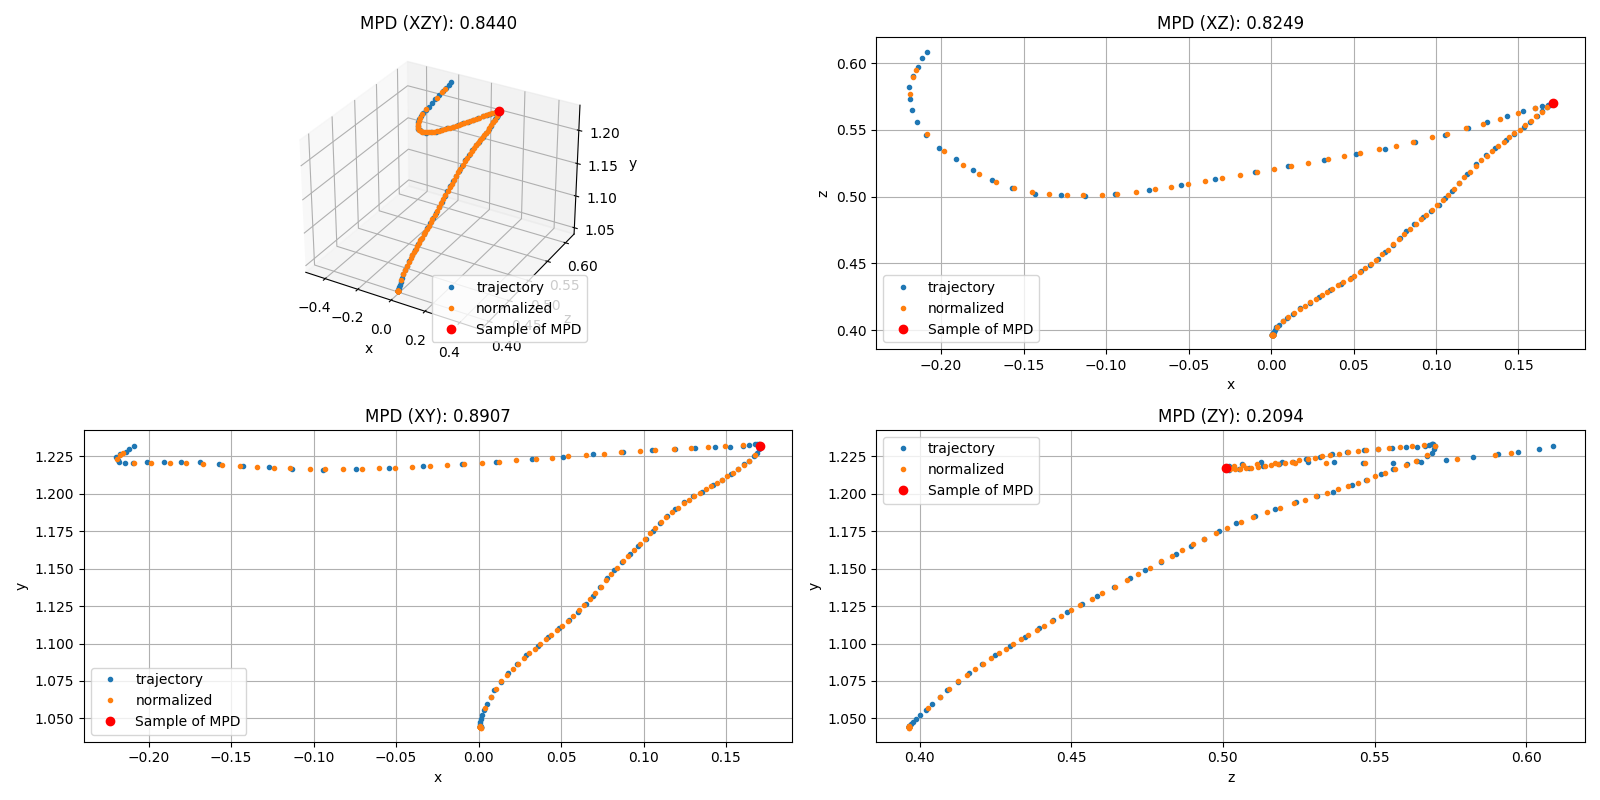 MPD (XZY): 0.8440
1.20
y
1.15
1.10
1.05
0.60
0.55
0.50
z
0.45
0.40
−0.4
−0.2
0.0
0.2
0.4
x
trajectory
normalized
Sample of MPD
MPD (XZ): 0.8249
0.60
0.55
z
0.50
0.45
0.40
trajectory
normalized
Sample of MPD
−0.20 −0.15 −0.10 −0.05 0.00 0.05 0.10 0.15
x
MPD (XY): 0.8907
1.225
1.200
1.175
1.150
y
1.125
1.100
1.075
1.050
trajectory
normalized
Sample of MPD
−0.20 −0.15 −0.10 −0.05 0.00 0.05 0.10 0.15
x
MPD (ZY): 0.2094
trajectory
normalized
Sample of MPD
1.225
1.200
1.175
1.150
y
1.125
1.100
1.075
1.050
0.40 0.45 0.50 0.55 0.60
z